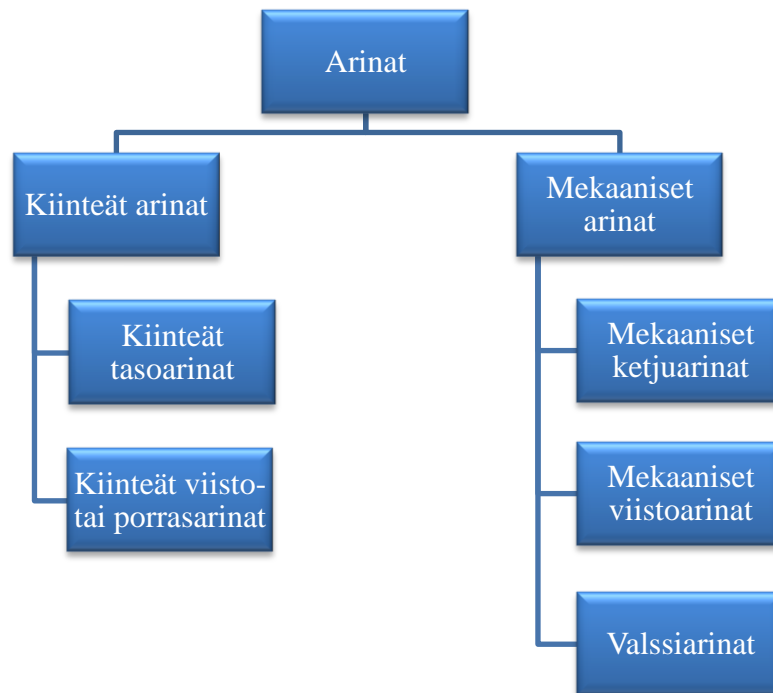 Arinat
Kiinteät arinat
Mekaaniset
arinat
Kiinteät
tasoarinat
Kiinteät viisto-
tai porrasarinat
Mekaaniset
ketjuarinat
Mekaaniset
viistoarinat
Valssiarinat